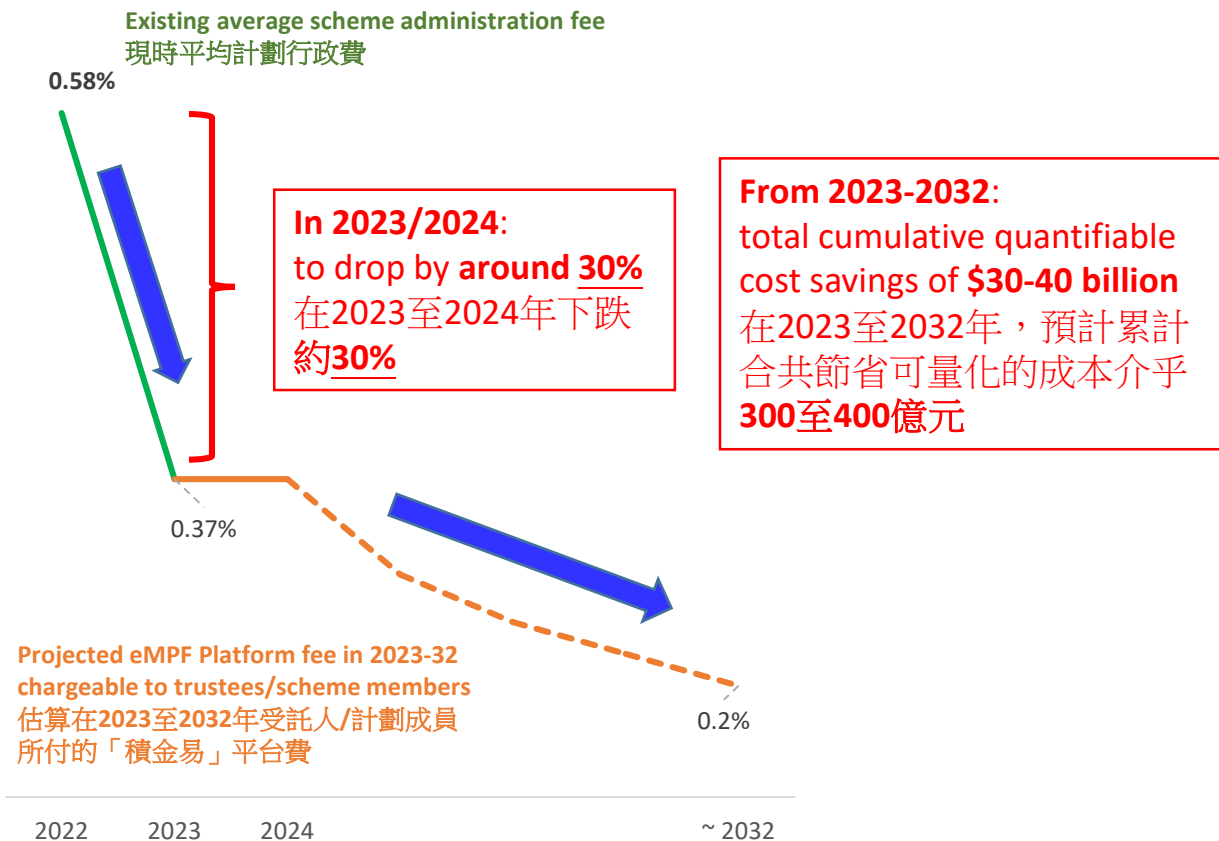 Existing average scheme administration fee
現時平均計劃行政費
0.58%
In 2023/2024:
to drop by around 30%
在2023至2024年下跌
約30%
From 2023-2032:
total cumulative quantifiable
cost savings of $30-40 billion
在2023至2032年，預計累計
合共節省可量化的成本介乎
300至400億元
0.37%
Projected eMPF Platform fee in 2023-32
chargeable to trustees/scheme members
估算在2023至2032年受託人/計劃成員
所付的「積金易」平台費
0.2%
2022 2023 2024 ~ 2032